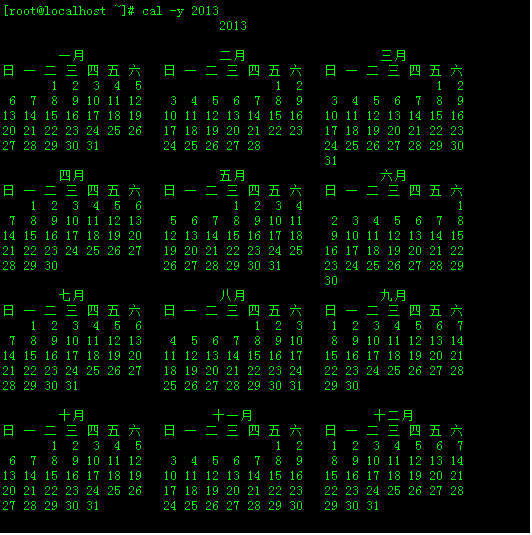 [root@localhost ~]# cal -y 2013
                               2013

        一月                   二月                   三月
日 一 二 三 四 五 六   日 一 二 三 四 五 六   日 一 二 三 四 五 六
       1  2  3  4  5                   1  2                   1  2
 6  7  8  9 10 11 12    3  4  5  6  7  8  9    3  4  5  6  7  8  9
13 14 15 16 17 18 19   10 11 12 13 14 15 16   10 11 12 13 14 15 16
20 21 22 23 24 25 26   17 18 19 20 21 22 23   17 18 19 20 21 22 23
27 28 29 30 31         24 25 26 27 28         24 25 26 27 28 29 30
                                              31
        四月                   五月                   六月
日 一 二 三 四 五 六   日 一 二 三 四 五 六   日 一 二 三 四 五 六
    1  2  3  4  5  6             1  2  3  4                      1
 7  8  9 10 11 12 13    5  6  7  8  9 10 11    2  3  4  5  6  7  8
14 15 16 17 18 19 20   12 13 14 15 16 17 18    9 10 11 12 13 14 15
21 22 23 24 25 26 27   19 20 21 22 23 24 25   16 17 18 19 20 21 22
28 29 30               26 27 28 29 30 31      23 24 25 26 27 28 29
                                              30
        七月                   八月                   九月
日 一 二 三 四 五 六   日 一 二 三 四 五 六   日 一 二 三 四 五 六
    1  2  3  4  5  6                1  2  3    1  2  3  4  5  6  7
 7  8  9 10 11 12 13    4  5  6  7  8  9 10    8  9 10 11 12 13 14
14 15 16 17 18 19 20   11 12 13 14 15 16 17   15 16 17 18 19 20 21
21 22 23 24 25 26 27   18 19 20 21 22 23 24   22 23 24 25 26 27 28
28 29 30 31            25 26 27 28 29 30 31   29 30

        十月                  十一月                 十二月
日 一 二 三 四 五 六   日 一 二 三 四 五 六   日 一 二 三 四 五 六
       1  2  3  4  5                   1  2    1  2  3  4  5  6  7
 6  7  8  9 10 11 12    3  4  5  6  7  8  9    8  9 10 11 12 13 14
13 14 15 16 17 18 19   10 11 12 13 14 15 16   15 16 17 18 19 20 21
20 21 22 23 24 25 26   17 18 19 20 21 22 23   22 23 24 25 26 27 28
27 28 29 30 31         24 25 26 27 28 29 30   29 30 31